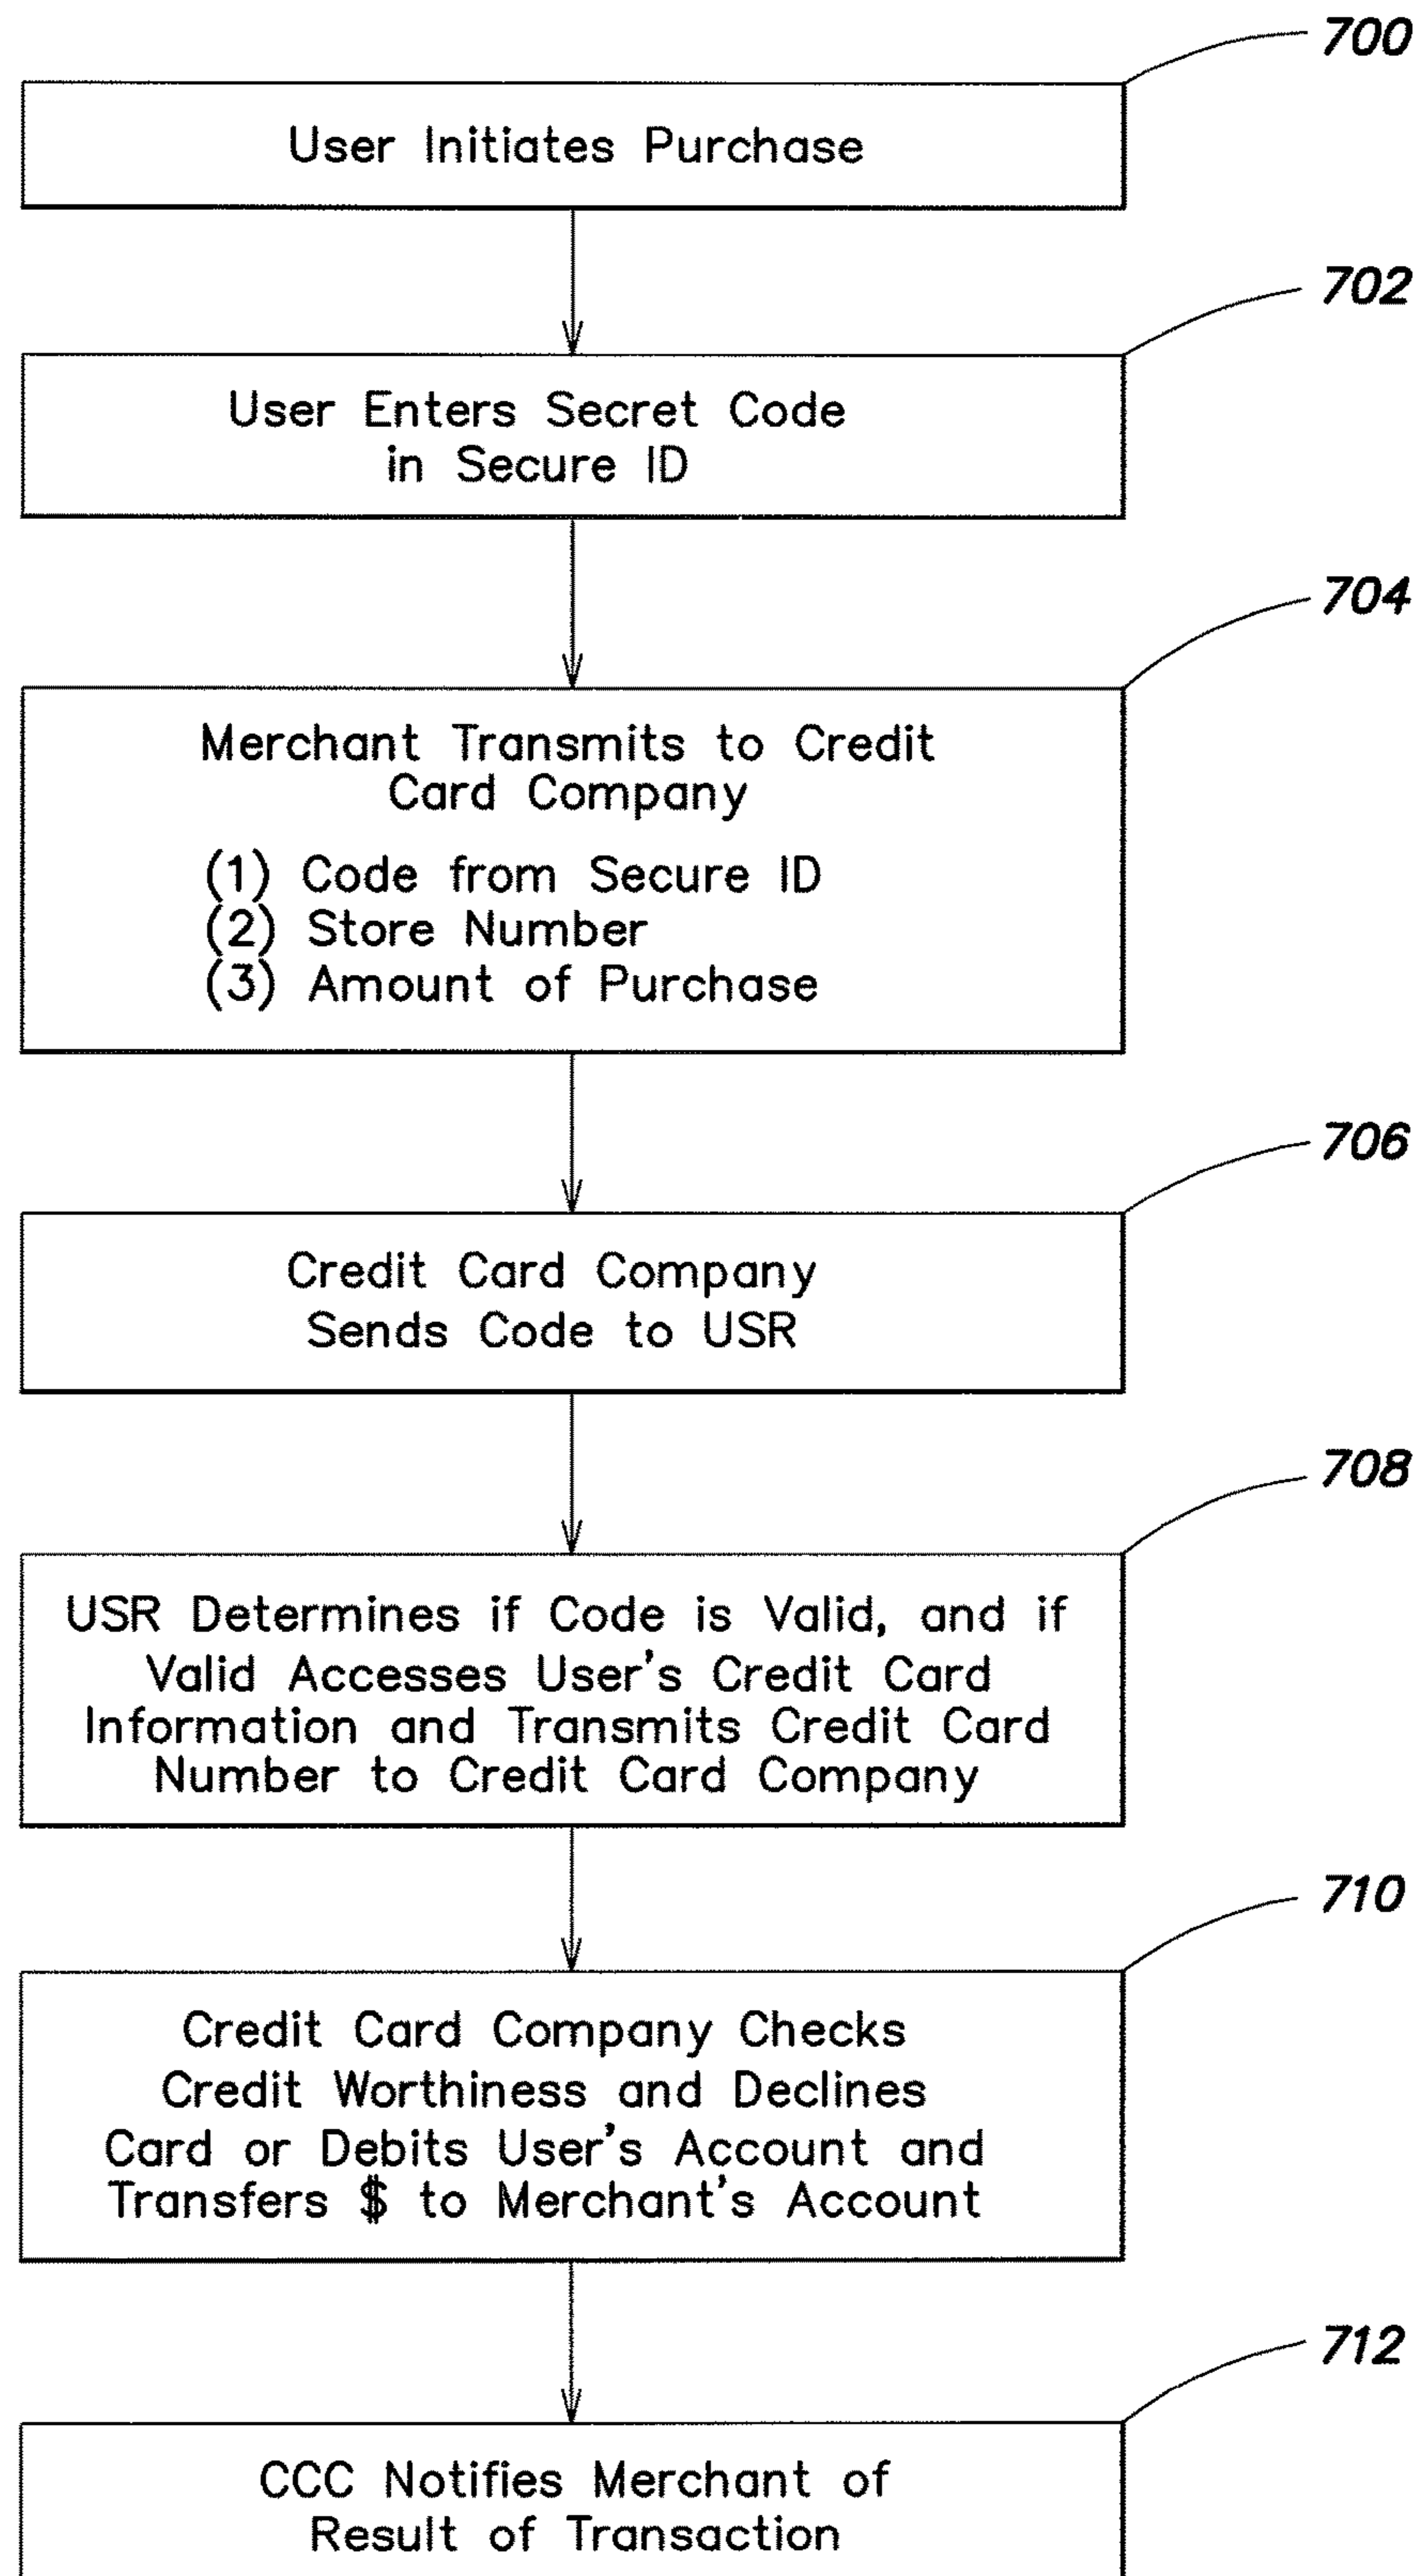 700
User Initiates Purchase
702
User Enters Secret Code
in Secure ID
704
Merchant Transmits to Credit
Card Company
(1) Code from Secure ID
(2) Store Number
(3) Amount of Purchase
706
Credit Card Company
Sends Code to USR
708
USR Determines if Code is Valid, and if
Valid Accesses User's Credit Card
Information and Transmits Credit Card
Number to Credit Card Company
710
Credit Card Company Checks
Credit Worthiness and Declines
Card or Debits User's Account and
Transfers $ to Merchant's Account
712
CCC Notifies Merchant of
Result of Transaction